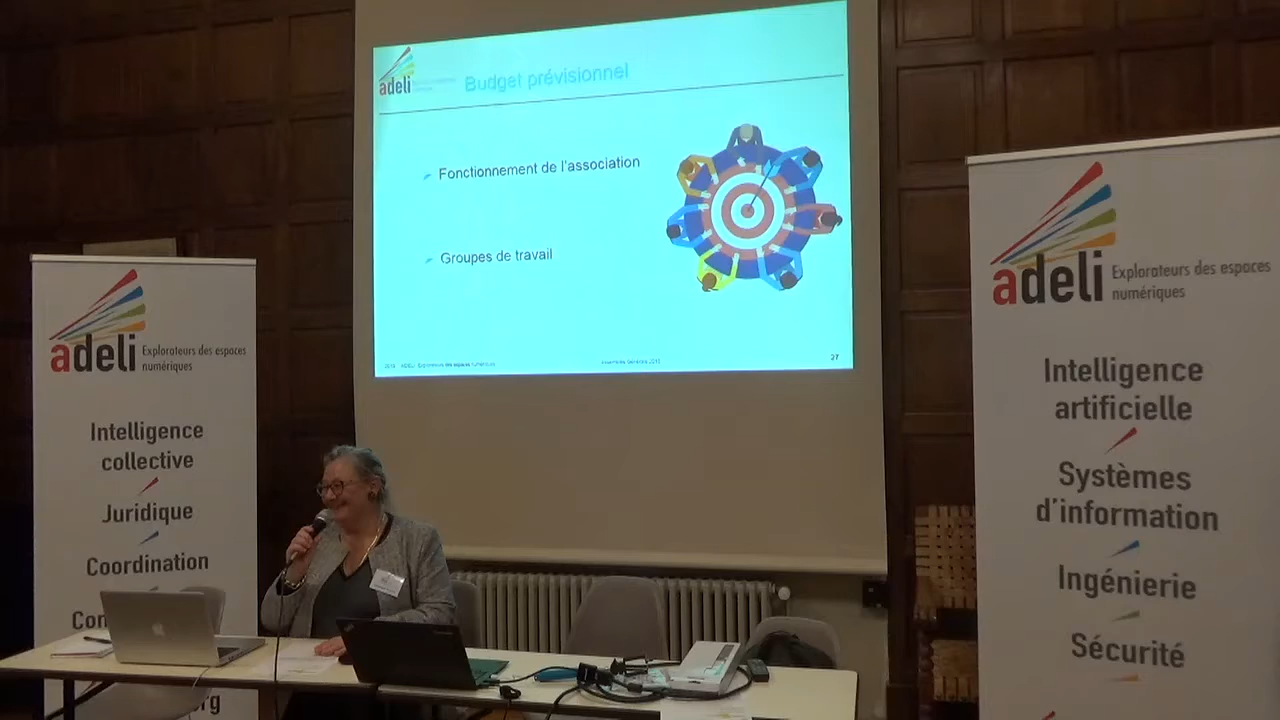 adeli
Budget prévisionnel
Fonctionnement de l'association
Groupes de travail
ADELI
27
adeli
Explorateurs des espaces
numériques
Intelligence
collective
Juridique
Coordination
adeli
Explorateurs des espaces
numériques
Intelligence
artificielle
Systèmes
d'information
Ingénierie
Sécurité